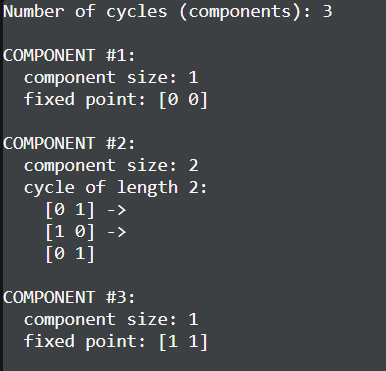 Number of cycles (components): 3

COMPONENT #1:
  component size: 1
  fixed point: [0 0]

COMPONENT #2:
  component size: 2
  cycle of length 2:
    [0 1] ->
    [1 0] ->
    [0 1]

COMPONENT #3:
  component size: 1
  fixed point: [1 1]